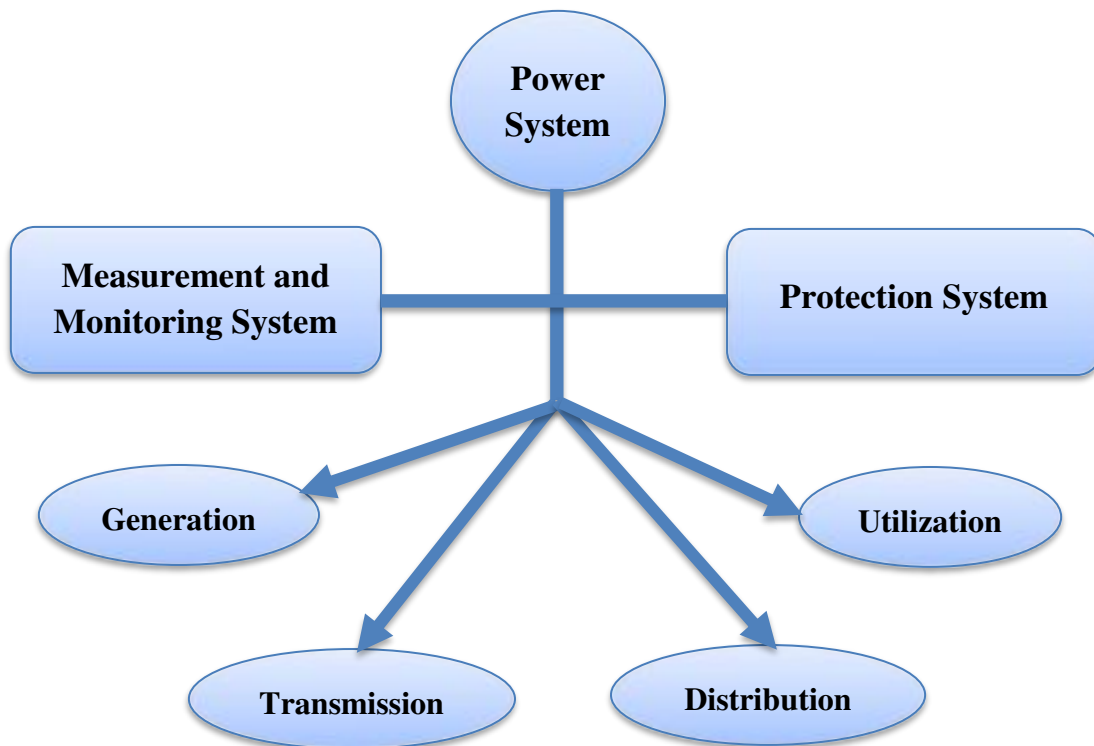 Power
System
Measurement and
Monitoring System
Protection System
Generation
Utilization
Transmission
Distribution